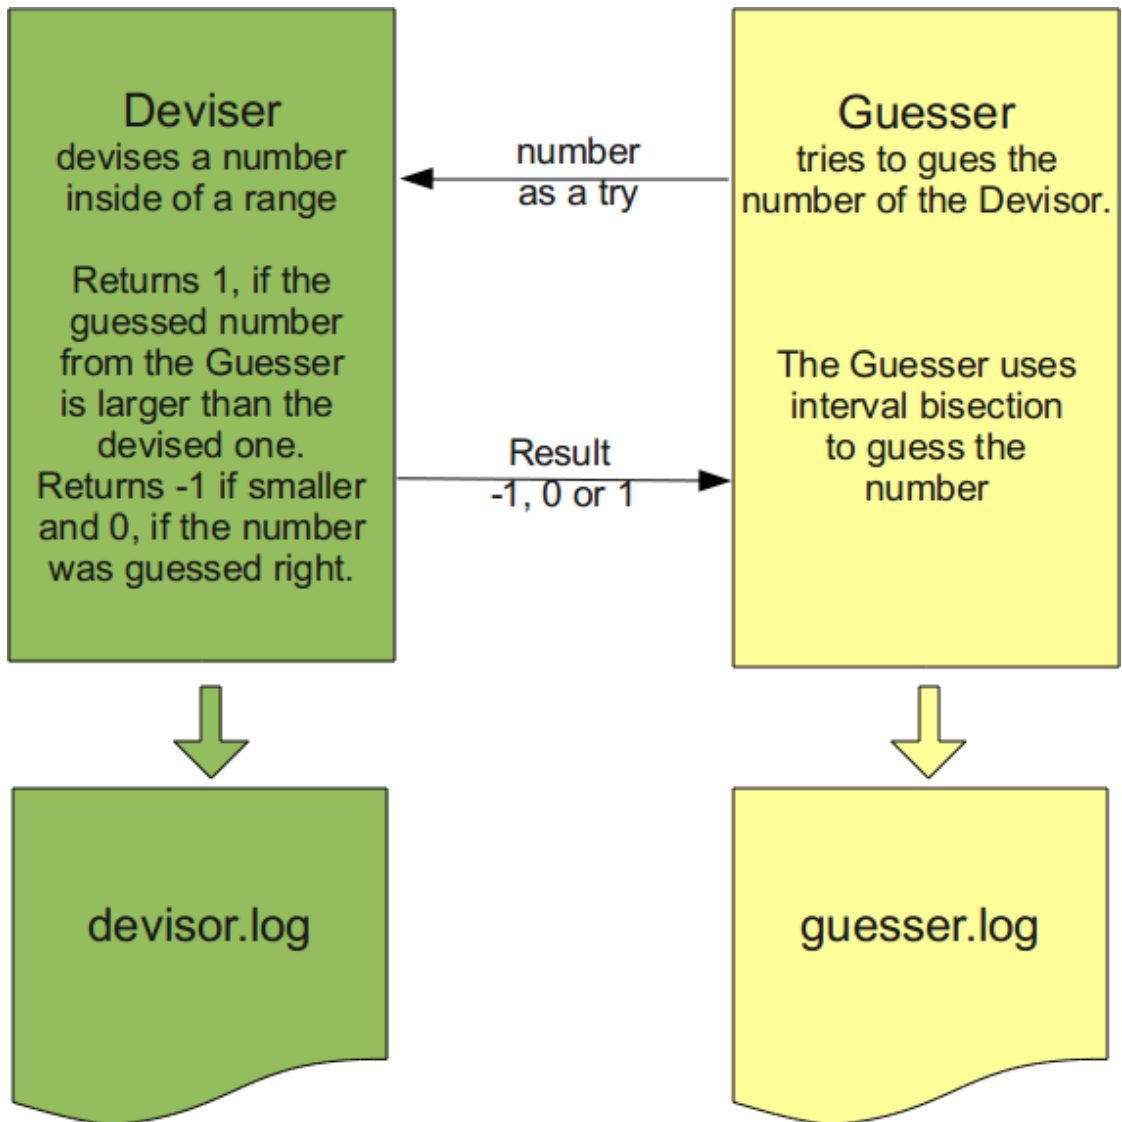 Deviser
devises a number
inside of a range
Returns 1, if the
guessed number
from the Guesser
is larger than the
devised one.
Returns -1 if smaller
and 0, if the number
was guessed right.
number
as a try
Result
-1, 0 or 1
Guesser
tries to gues the
number of the Devisor.
The Guesser uses
interval bisection
to guess the
number
devisor.log
guesser.log